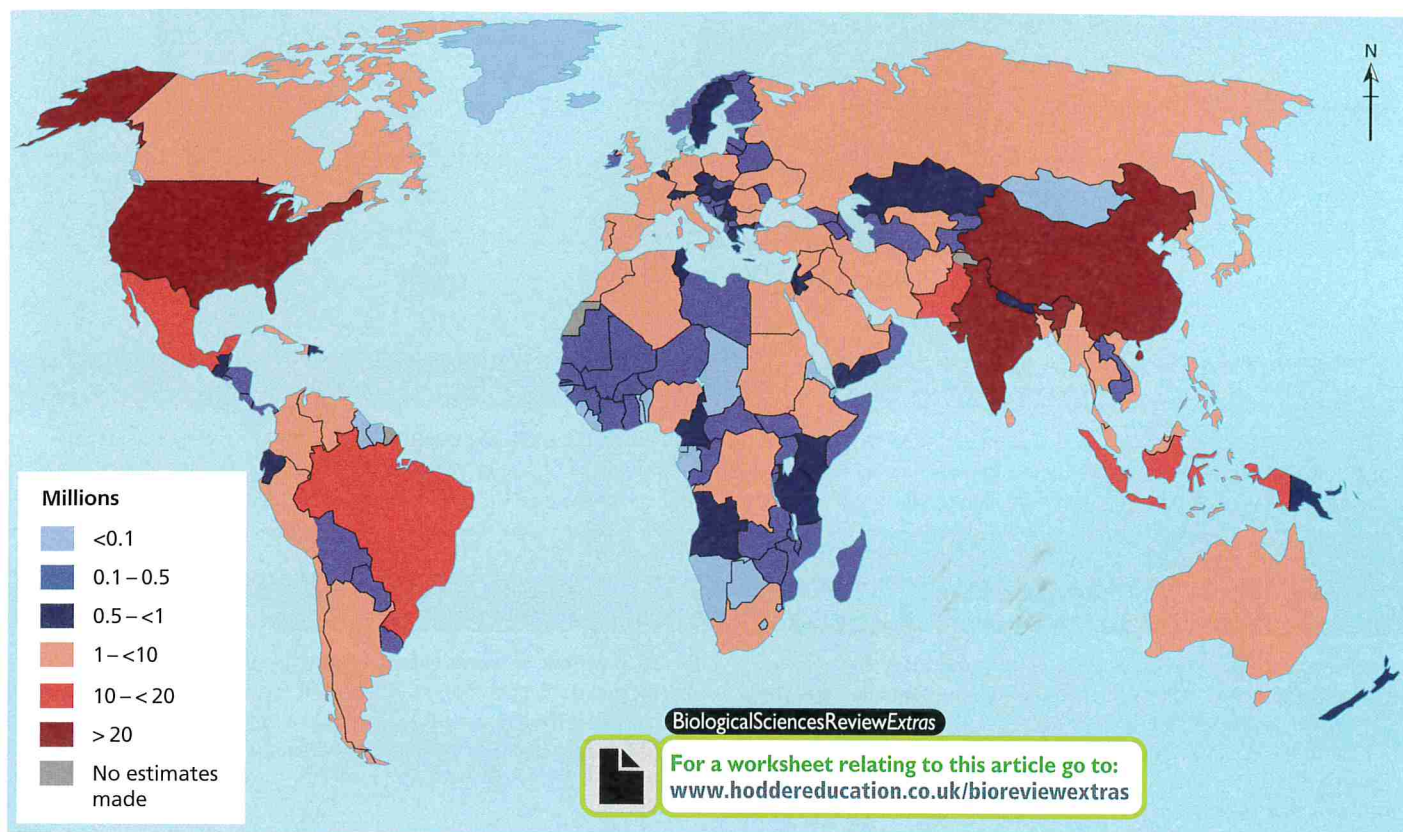 N
Millions
<0.1
0.1 – 0.5
0.5 – <1
1 – <10
10 – < 20
> 20
No estimates
made
BiologicalSciencesReviewExtras
For a worksheet relating to this article go to:
www.hoddereducation.co.uk/bioreviewextras